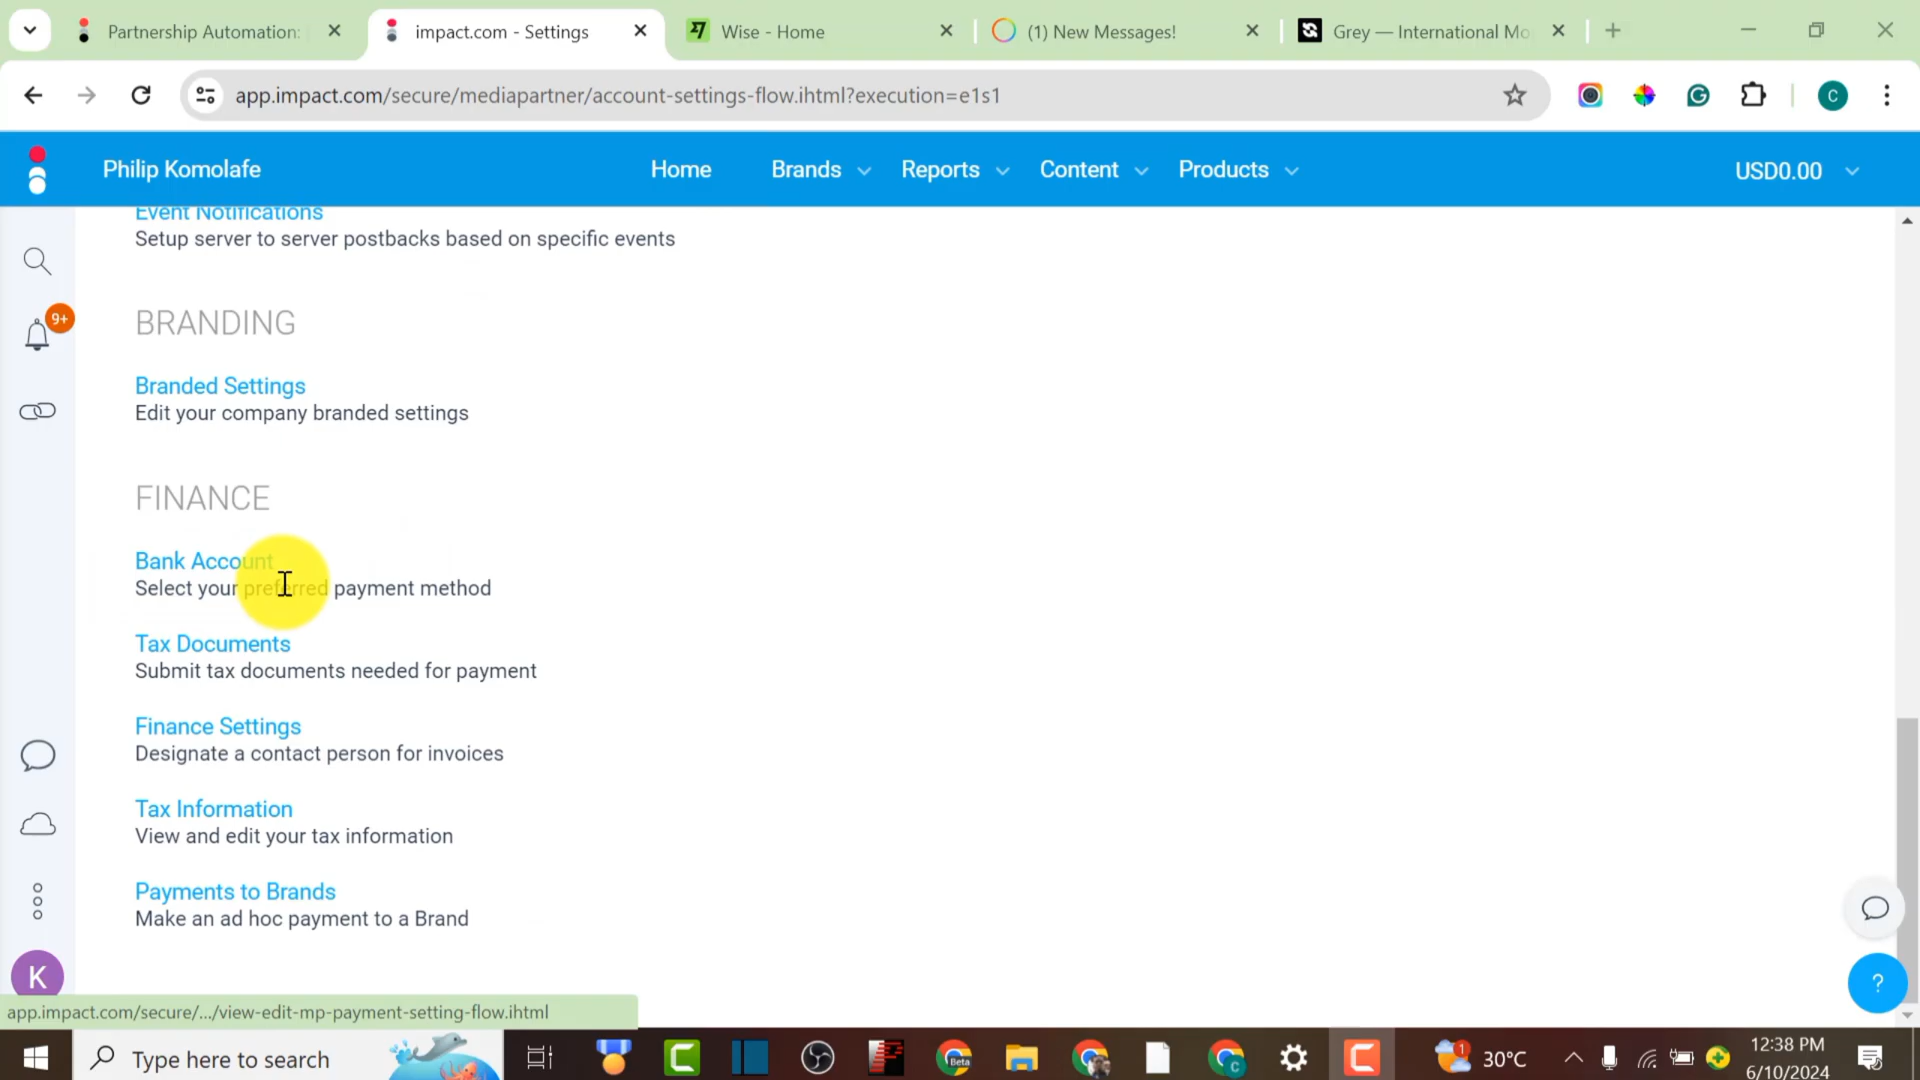 Partnership Automation:
impact.com - Settings
Wise - Home
(1) New Messages!
Grey — International Mo
app.impact.com/secure/mediapartner/account-settings-flow.ihtml?execution=e1s1
C
Philip Komolafe
Home
Brands
Reports
Content
Products
USD0.00
Event Notifications
Setup server to server postbacks based on specific events
9+
BRANDING
Branded Settings
Edit your company branded settings
FINANCE
Bank Account
Select your preferred payment method
Tax Documents
Submit tax documents needed for payment
Finance Settings
Designate a contact person for invoices
Tax Information
View and edit your tax information
Payments to Brands
Make an ad hoc payment to a Brand
K
?
app.impact.com/secure/.../view-edit-mp-payment-setting-flow.ihtml
Type here to search
Beta
C
1
30°C
12:38 PM
6/10/2024